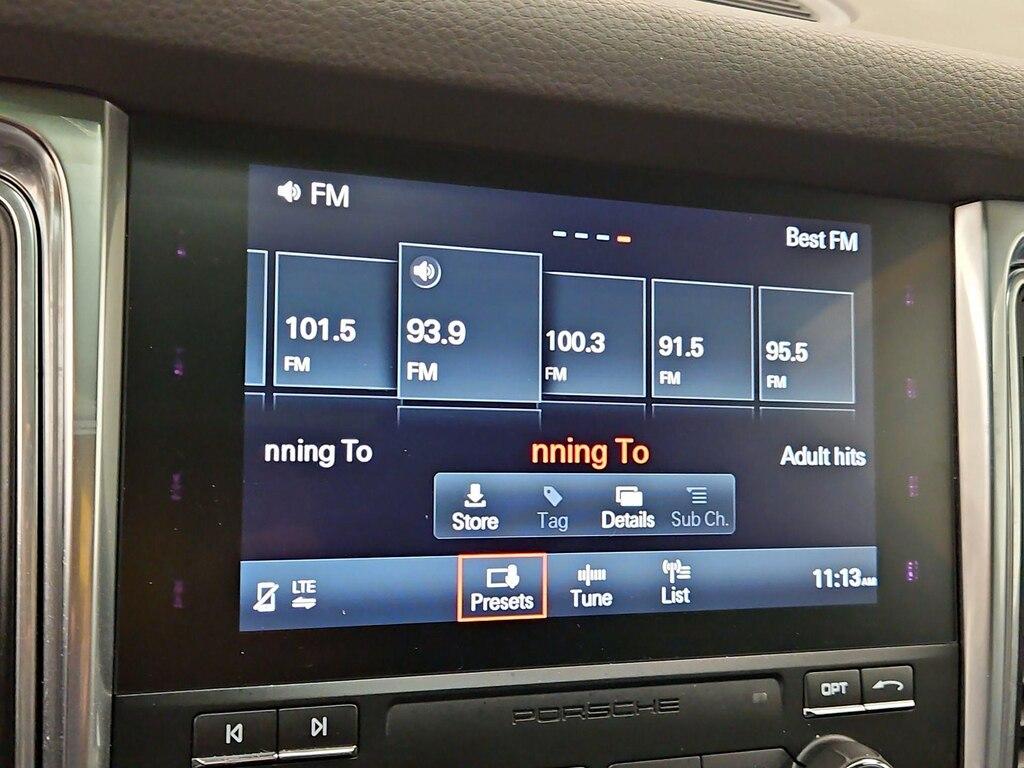 FM
Best FM
101.5
FM
93.9
FM
100.3
FM
91.5
FM
95.5
FM
nning To
nning To
Adult hits
Store
Tag
Details
Sub Ch.
LTE
Presets
Tune
List
11:13AM
OPT
PORSCHE